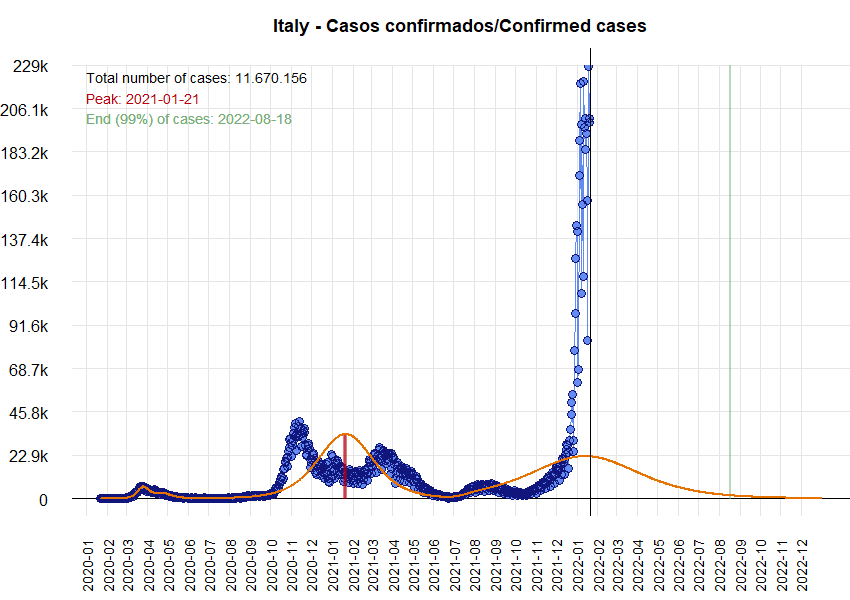 Italy - Casos confirmados/Confirmed cases
229k
206.1k
183.2k
160.3k
137.4k
114.5k
91.6k
68.7k
45.8k
22.9k
0
Total number of cases: 11.670.156
Peak: 2021-01-21
End (99%) of cases: 2022-08-18
2020-01
2020-02
2020-03
2020-04
2020-05
2020-06
2020-07
2020-08
2020-09
2020-10
2020-11
2020-12
2021-01
2021-02
2021-03
2021-04
2021-05
2021-06
2021-07
2021-08
2021-09
2021-10
2021-11
2021-12
2022-01
2022-02
2022-03
2022-04
2022-05
2022-06
2022-07
2022-08
2022-09
2022-10
2022-11
2022-12